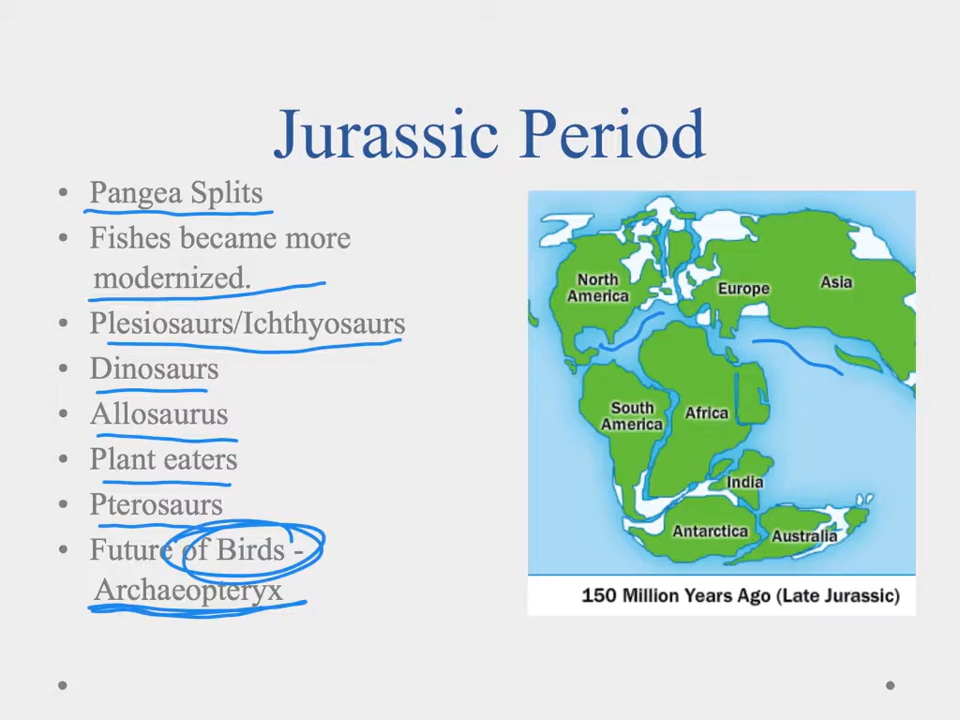 Jurassic Period
• Pangea Splits
• Fishes became more
modernized.
• Plesiosaurs/Ichthyosaurs
• Dinosaurs
• Allosaurus
• Plant eaters
• Pterosaurs
• Future of Birds -
Archaeopteryx
North
America
Europe
Asia
South
America
Africa
India
Antarctica
Australia
150 Million Years Ago (Late Jurassic)